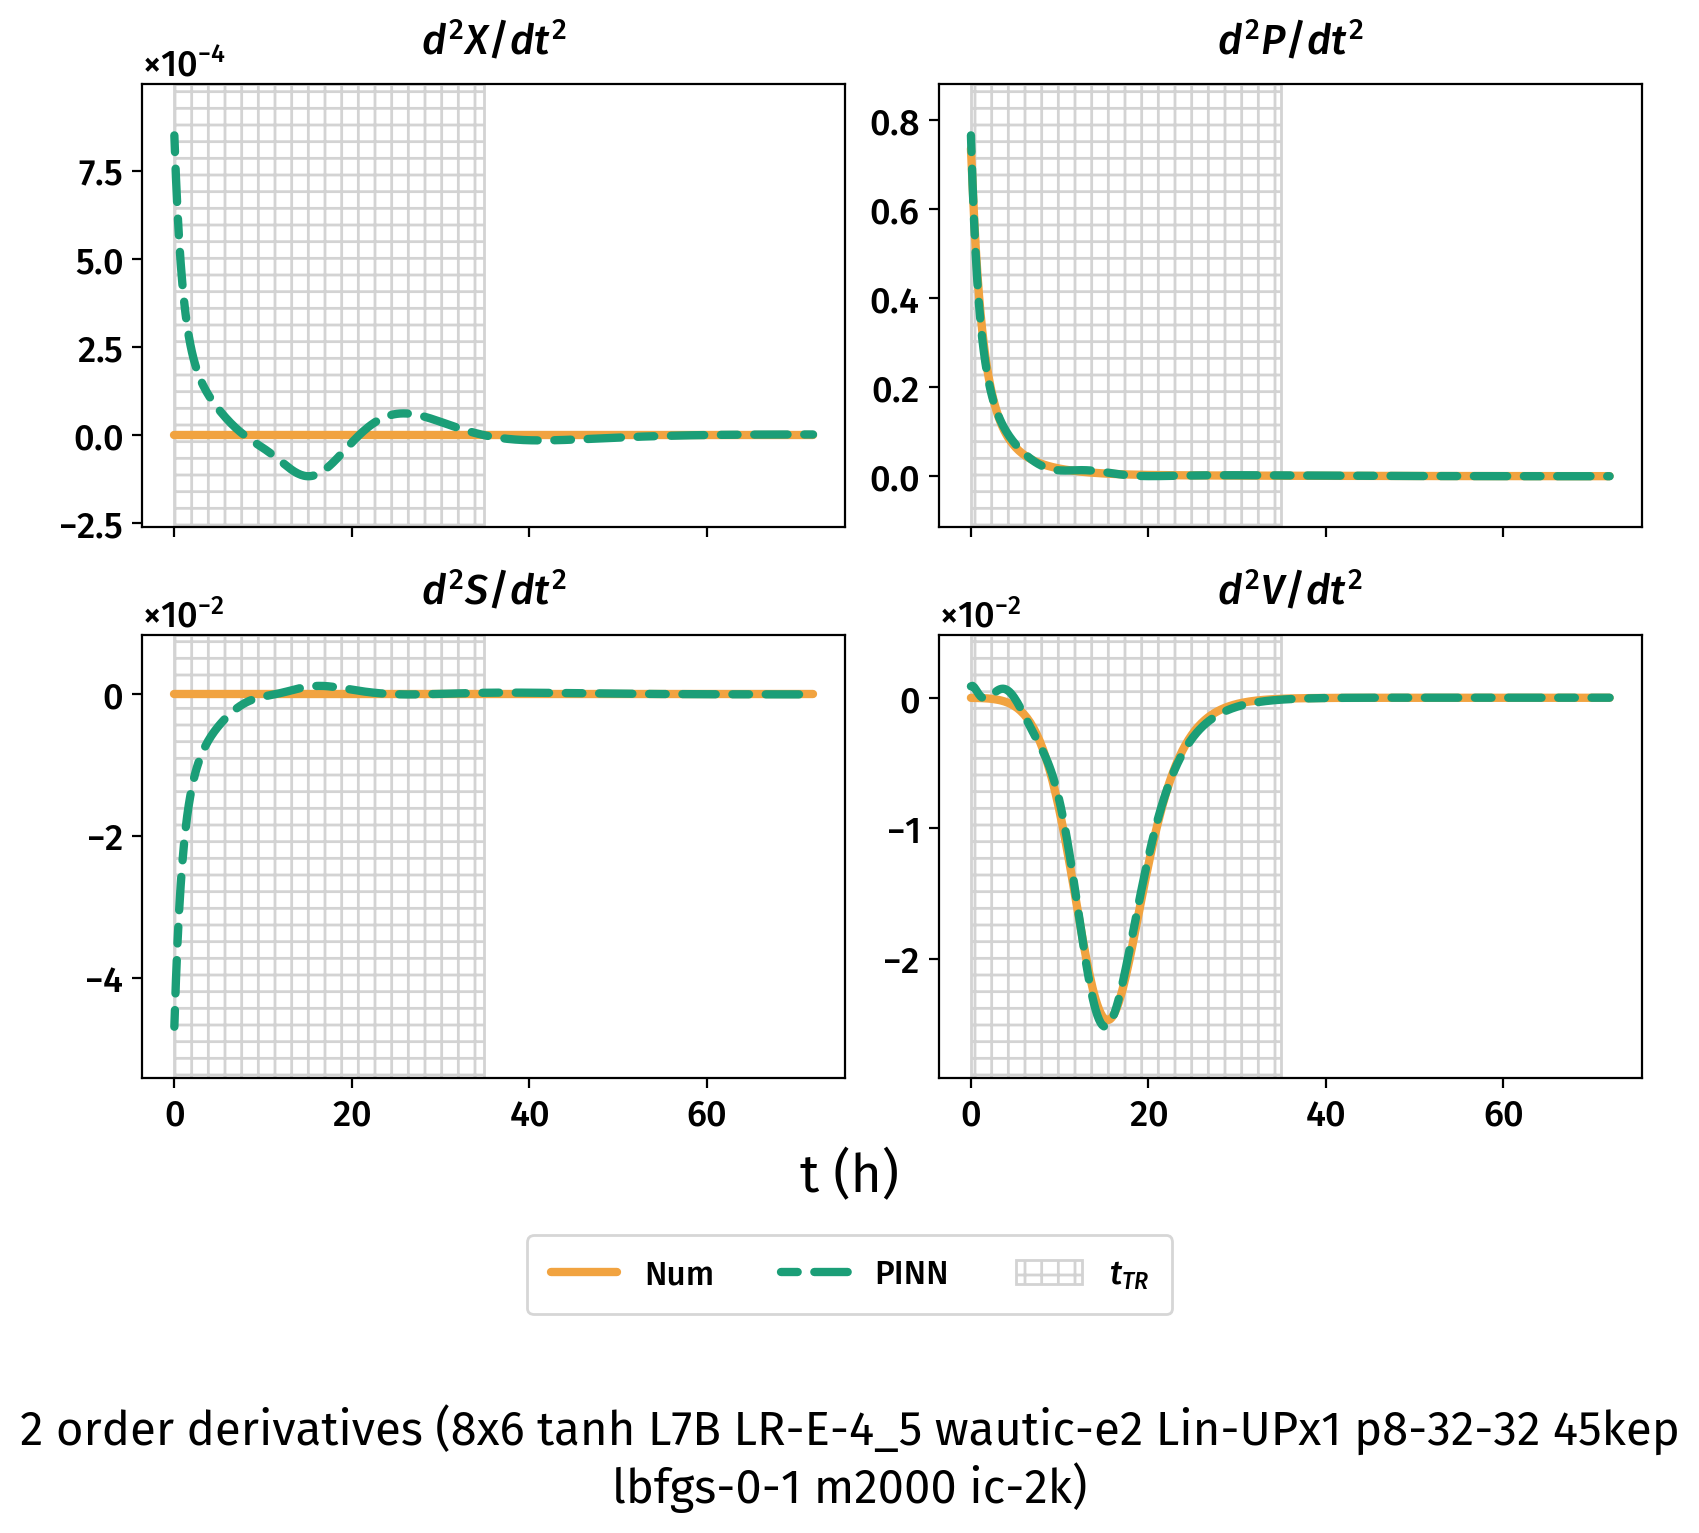 d²X/dt²
×10⁻⁴
7.5
5.0
2.5
0.0
−2.5
d²P/dt²
0.8
0.6
0.4
0.2
0.0
d²S/dt²
×10⁻²
0
−2
−4
0 20 40 60
d²V/dt²
×10⁻²
0
−1
−2
0 20 40 60
t (h)
Num PINN t_TR
2 order derivatives (8x6 tanh L7B LR-E-4_5 wautic-e2 Lin-UPx1 p8-32-32 45kep
lbfgs-0-1 m2000 ic-2k)